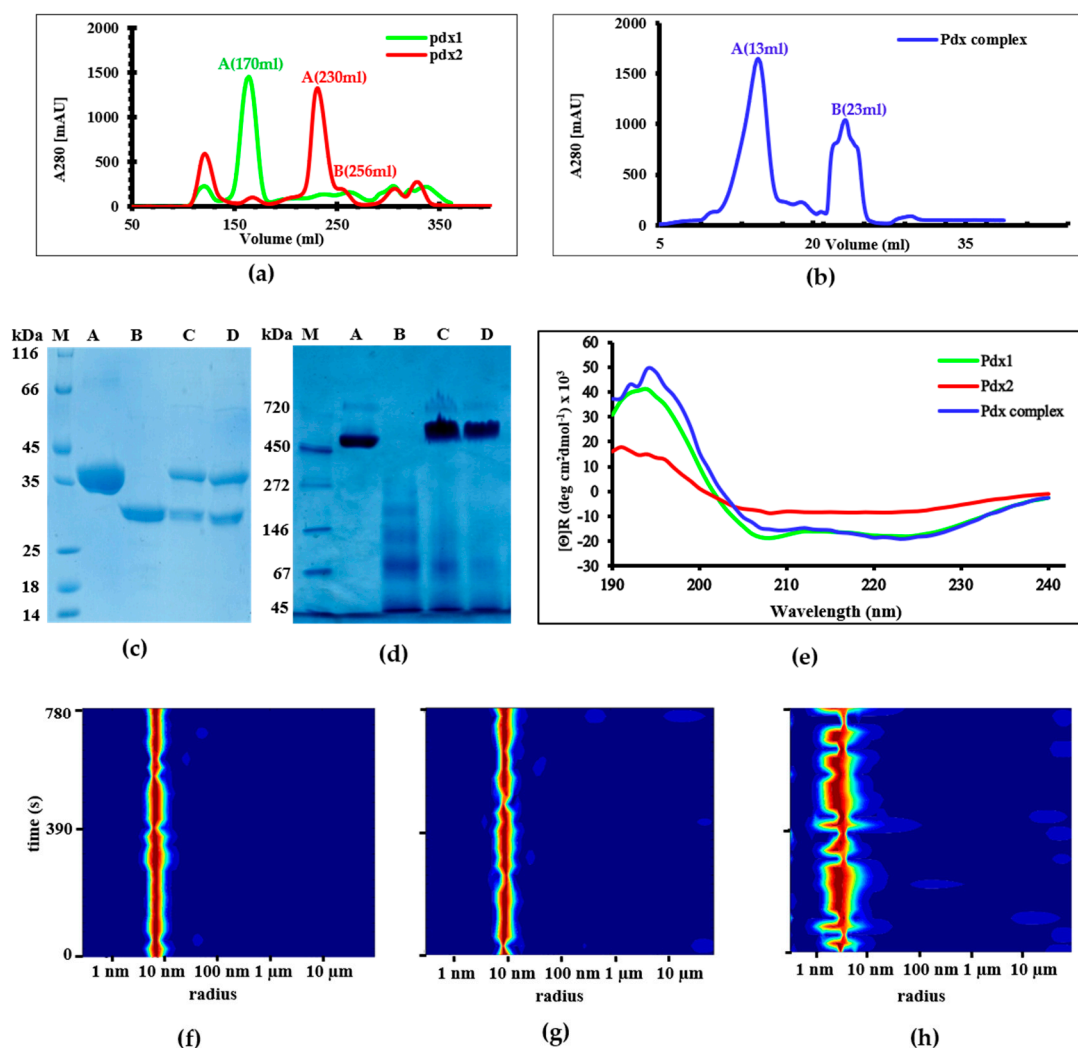 2000
1500
1000
500
0
A280 [mAU]
A(170ml)
A(230ml)
B(256ml)
pdx1
pdx2
50 150 250 350
Volume (ml)
(a)
2000
1500
1000
500
0
A280 [mAU]
A(13ml)
B(23ml)
Pdx complex
5 20 35
Volume (ml)
(b)
kDa M A B C D
116
66
45
35
25
18
14
(c)
kDa M A B C D
720
450
272
146
67
45
(d)
60
50
40
30
20
10
0
-10
-20
-30
[Θ]R (deg cm²dmol⁻¹) x 10³
Pdx1
Pdx2
Pdx complex
190 200 210 220 230 240
Wavelength (nm)
(e)
780
390
0
time (s)
1 nm 10 nm 100 nm 1 µm 10 µm
radius
(f)
1 nm 10 nm 100 nm 1 µm 10 µm
radius
(g)
1 nm 10 nm 100 nm 1 µm 10 µm
radius
(h)